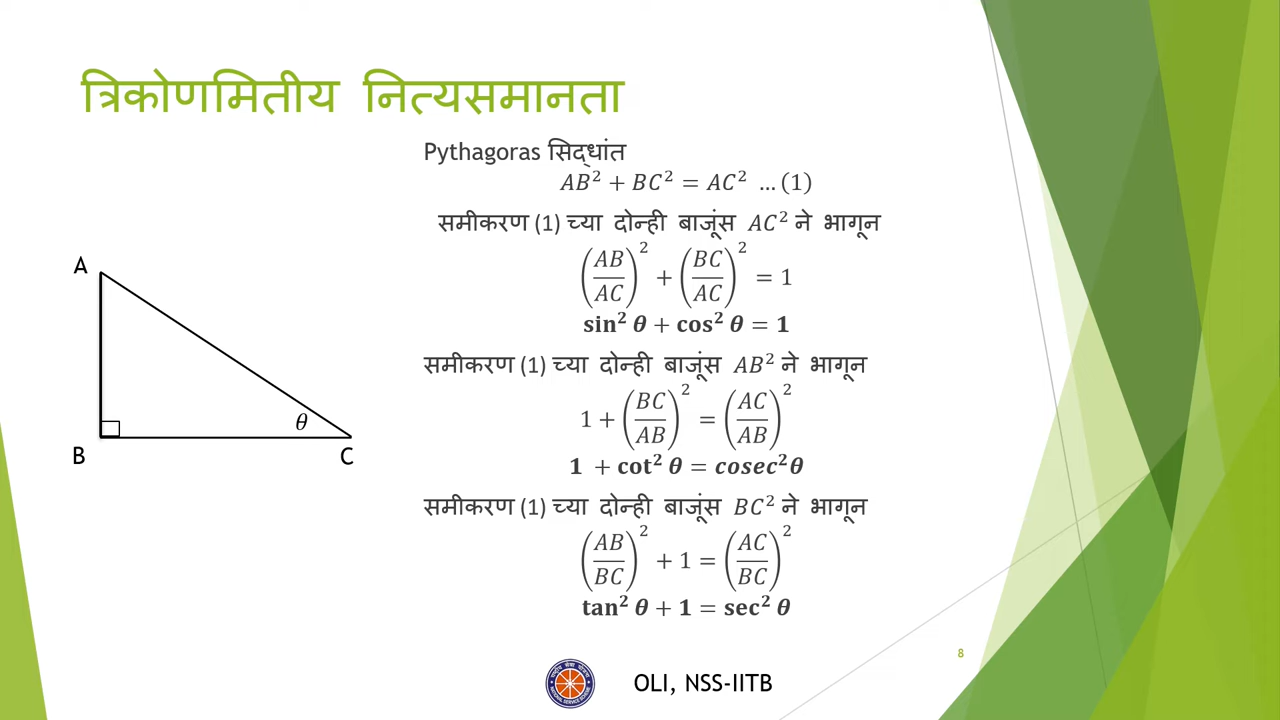 त्रिकोणमितीय नित्यसमानता
Pythagoras सिद्धांत
AB² + BC² = AC² …(1)
समीकरण (1) च्या दोन्ही बाजूंस AC² ने भागून
(AB/AC)² + (BC/AC)² = 1
sin² θ + cos² θ = 1
समीकरण (1) च्या दोन्ही बाजूंस AB² ने भागून
1 + (BC/AB)² = (AC/AB)²
1 + cot² θ = cosec²θ
समीकरण (1) च्या दोन्ही बाजूंस BC² ने भागून
(AB/BC)² + 1 = (AC/BC)²
tan² θ + 1 = sec² θ
A
θ
B
C
8
OLI, NSS-IITB